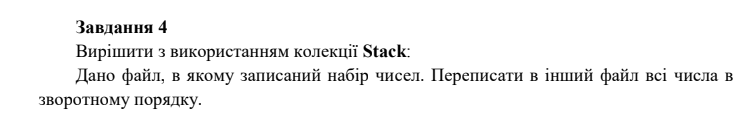 Завдання 4
Вирішити з використанням колекції Stack:
Дано файл, в якому записаний набір чисел. Переписати в інший файл всі числа в
зворотному порядку.